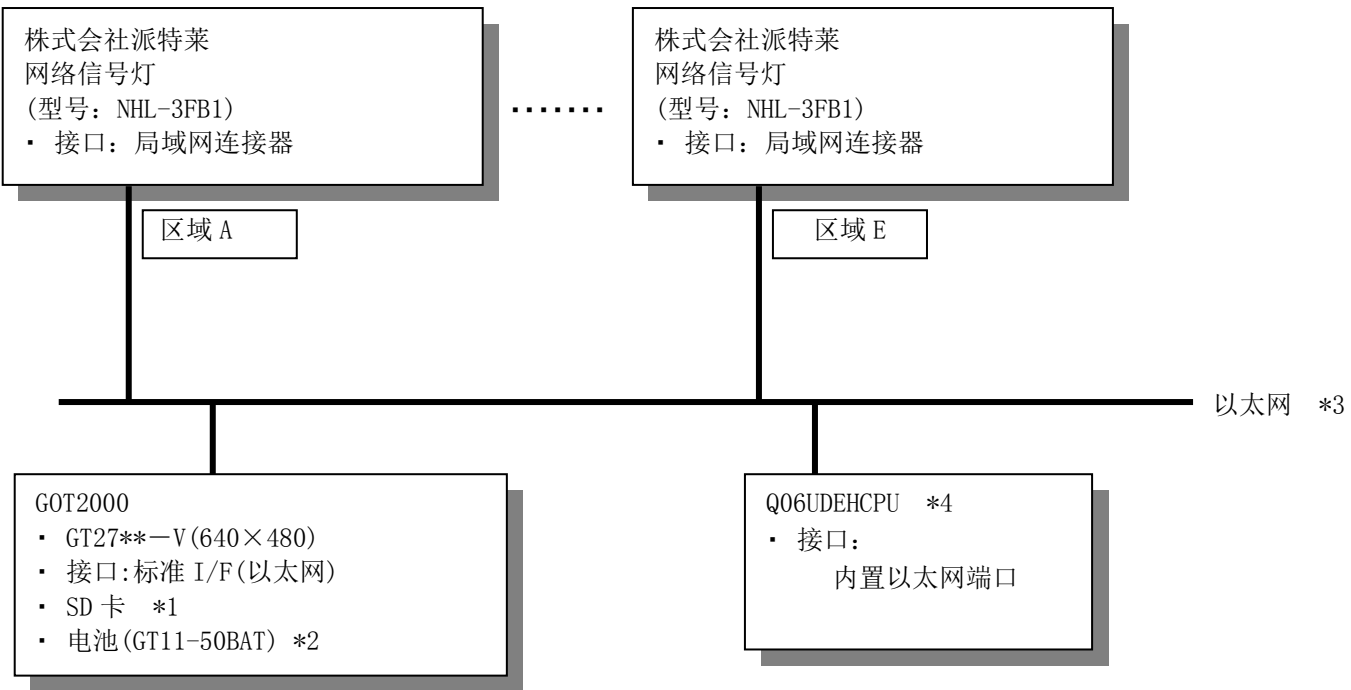 株式会社派特莱
网络信号灯
(型号：NHL-3FB1)
・ 接口：局域网连接器
·······
株式会社派特莱
网络信号灯
(型号：NHL-3FB1)
・ 接口：局域网连接器
区域 A
区域 E
以太网 *3
GOT2000
・ GT27**－V(640×480)
・ 接口:标准 I/F(以太网)
・ SD 卡 *1
・ 电池(GT11-50BAT) *2
Q06UDEHCPU *4
・ 接口：
内置以太网端口